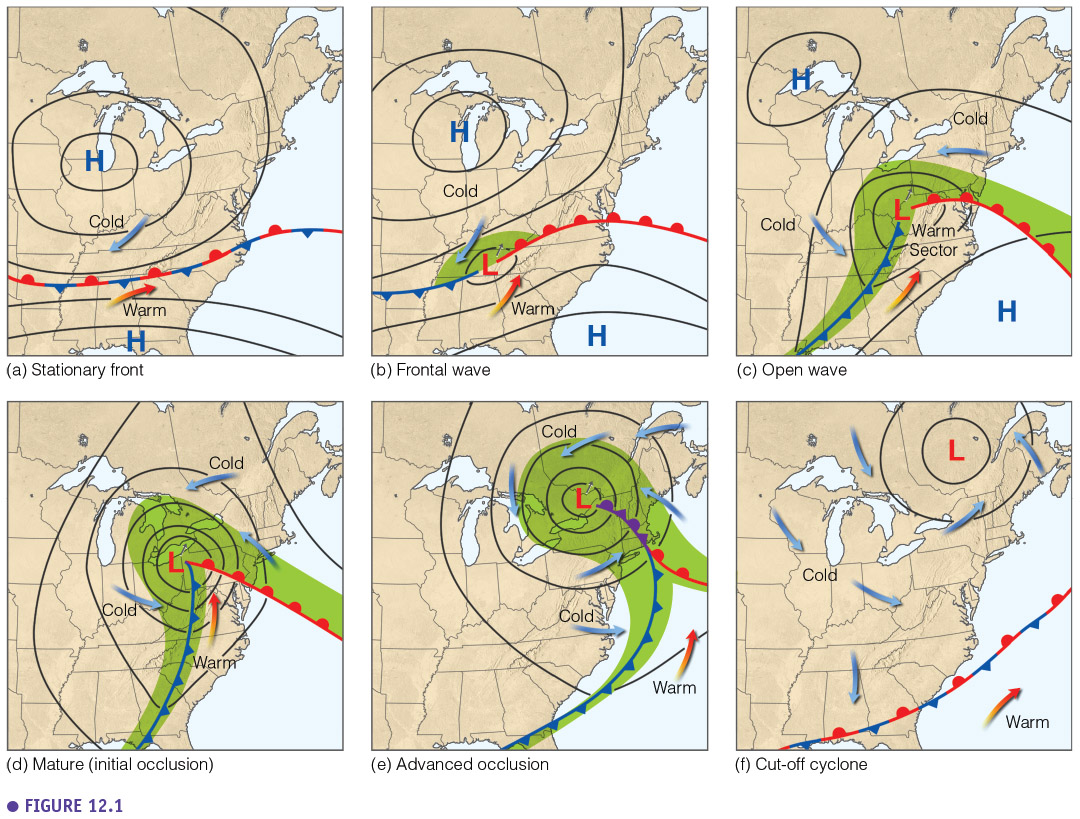 H
Cold
Warm
H
(a) Stationary front
H
Cold
L
Warm
H
(b) Frontal wave
H
Cold
Cold
L
Warm
Sector
H
(c) Open wave
Cold
L
Cold
Warm
(d) Mature (initial occlusion)
Cold
L
Cold
Warm
(e) Advanced occlusion
L
Cold
Warm
(f) Cut-off cyclone
● FIGURE 12.1